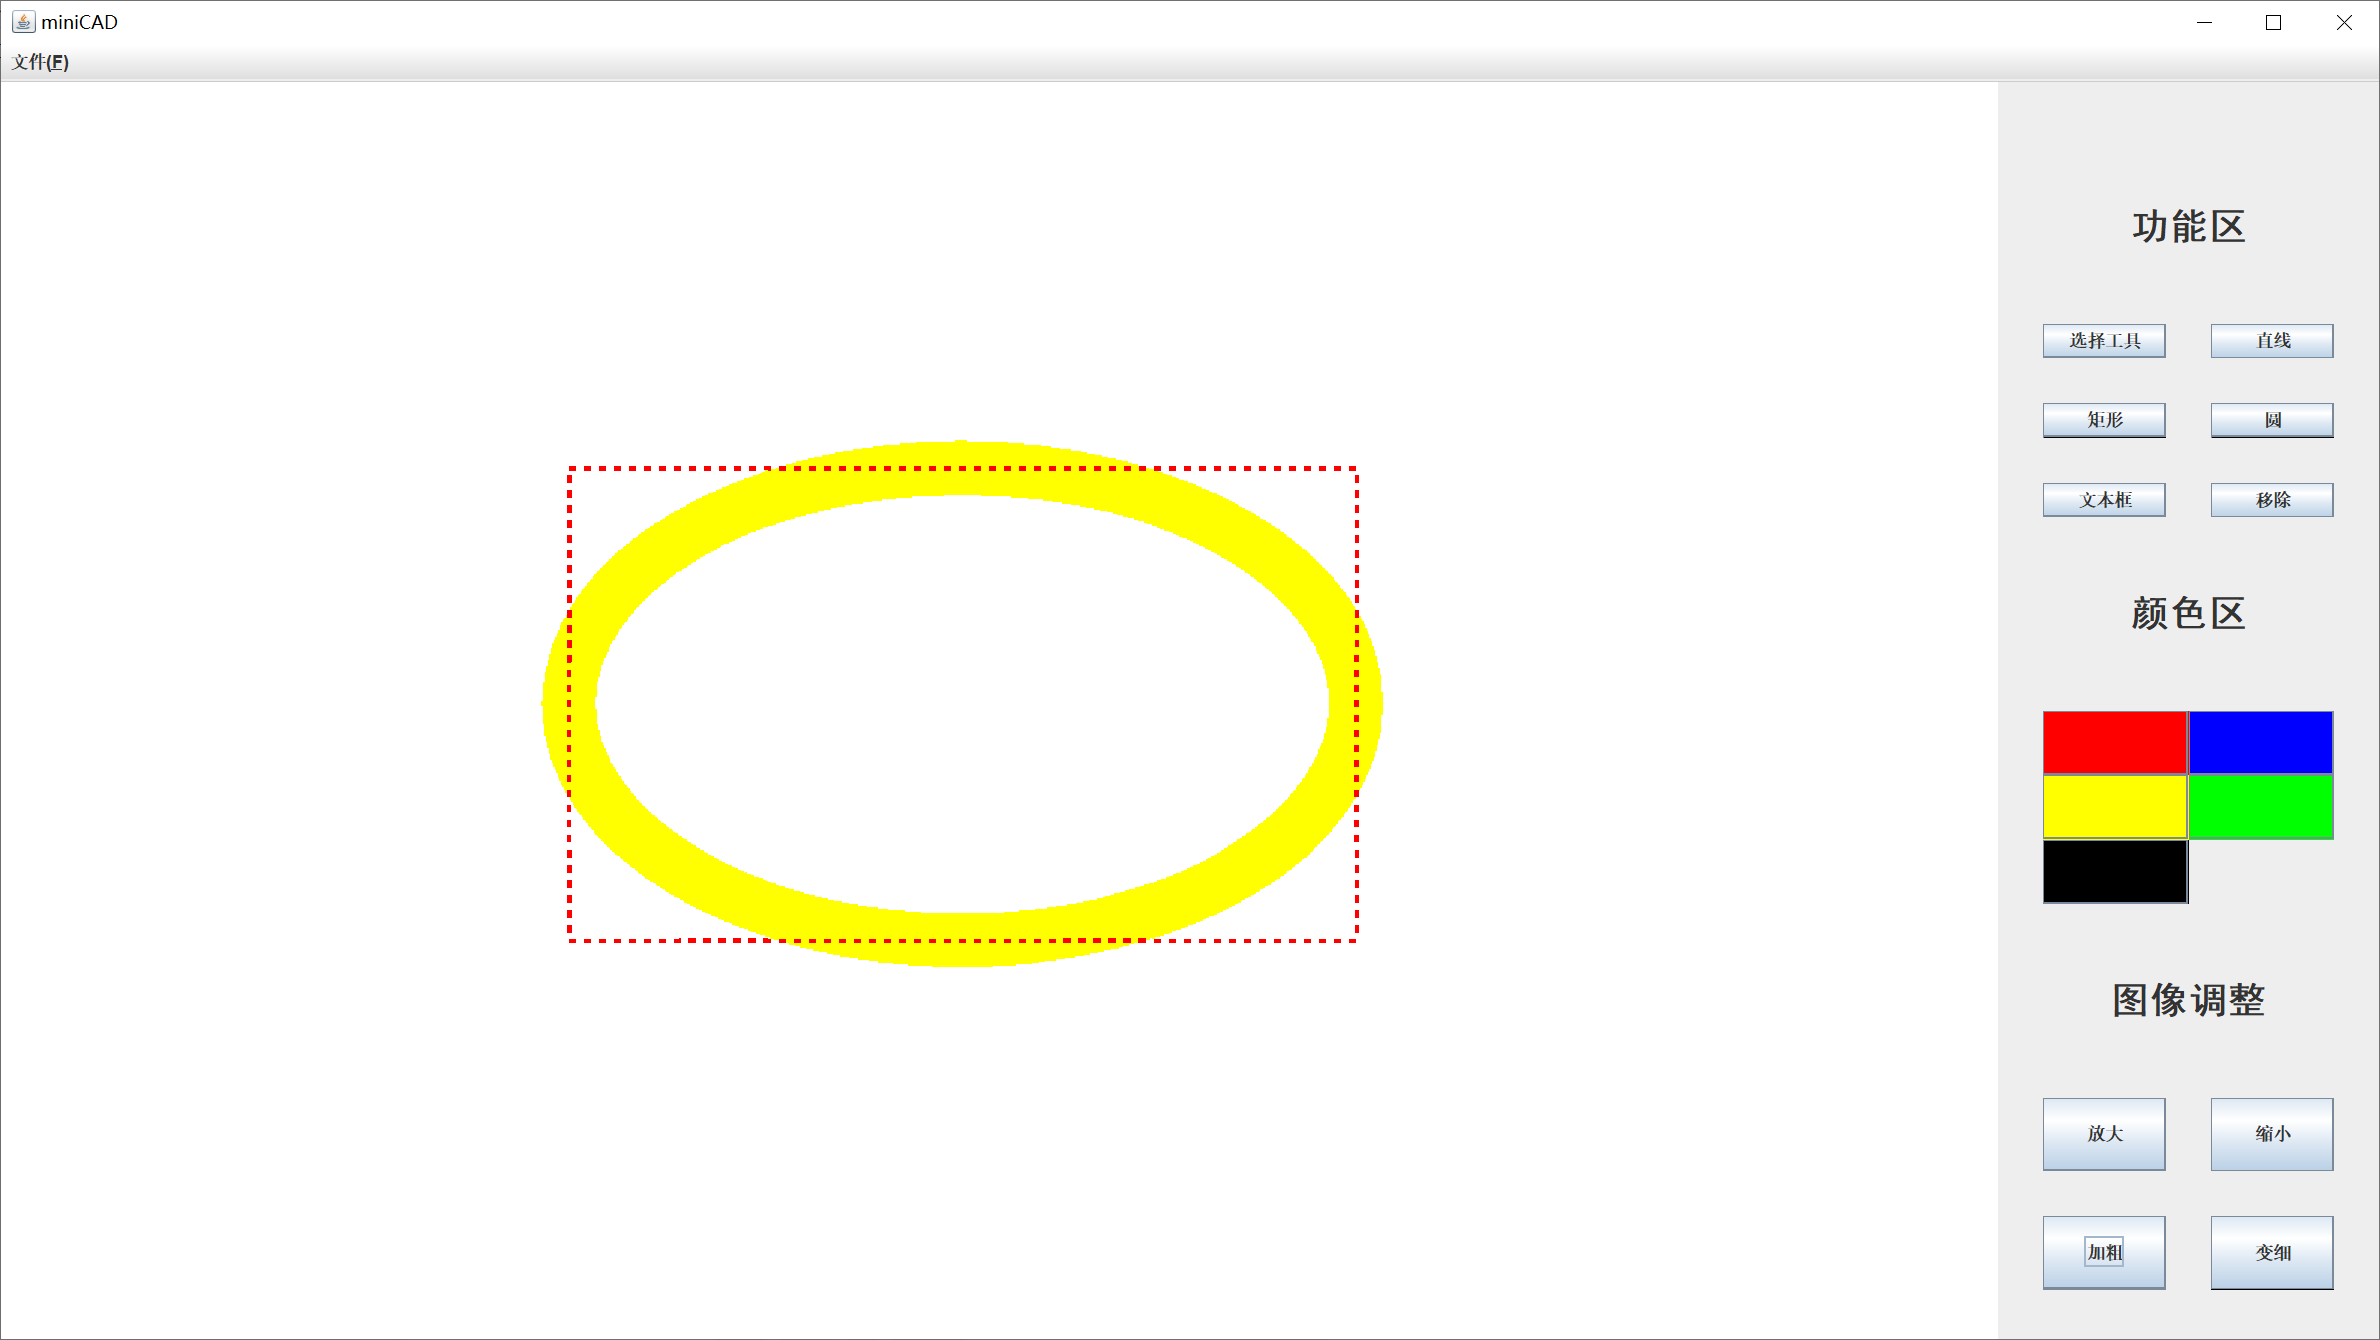 miniCAD
文件(F)
功能区
选择工具 直线
矩形 圆
文本框 移除
颜色区
图像调整
放大 缩小
加粗 变细